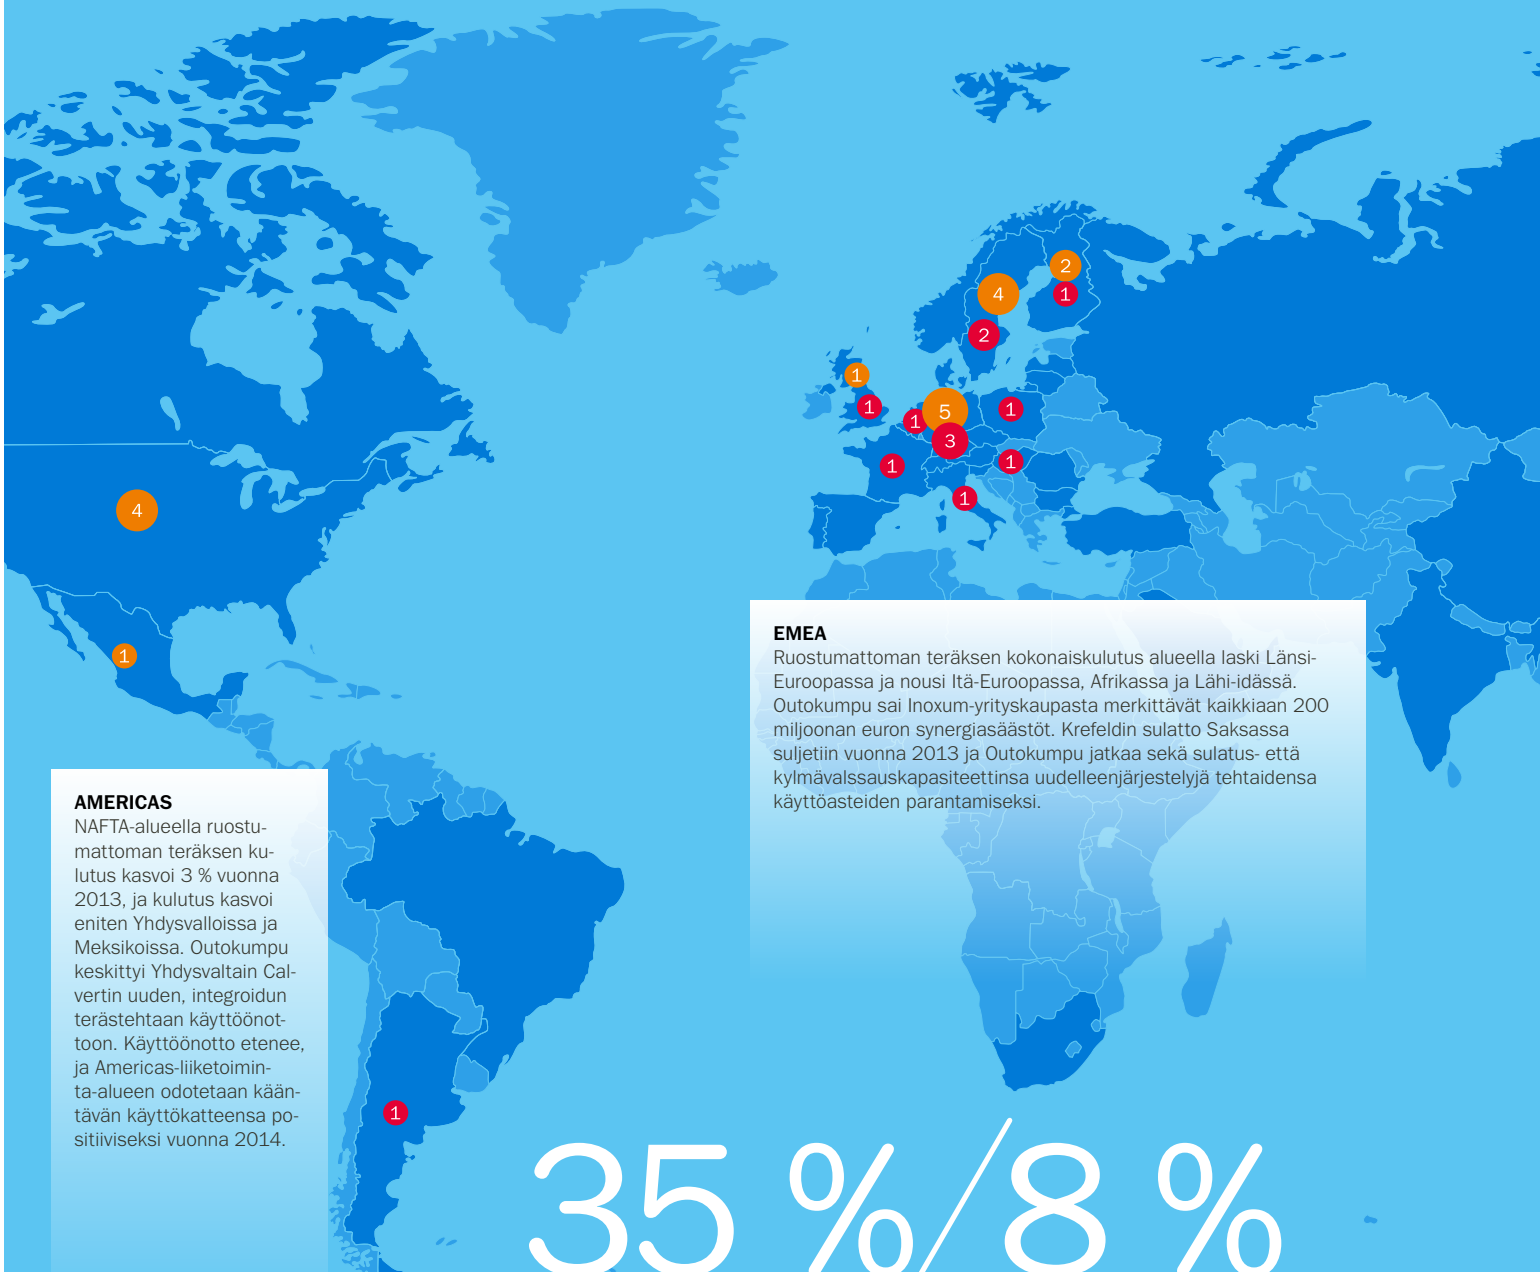 2
4
1
2
1
1
5
1
1
3
1
1
1
4
1
EMEA
Ruostumattoman teräksen kokonaiskulutus alueella laski Länsi-
Euroopassa ja nousi Itä-Euroopassa, Afrikassa ja Lähi-idässä.
Outokumpu sai Inoxum-yrityskaupasta merkittävät kaikkiaan 200
miljoonan euron synergiasäästöt. Krefeldin sulatto Saksassa
suljetiin vuonna 2013 ja Outokumpu jatkaa sekä sulatus- että
kylmävalssauskapasiteettinsa uudelleenjärjestelyjä tehtaidensa
käyttöasteiden parantamiseksi.
AMERICAS
NAFTA-alueella ruostu-
mattoman teräksen ku-
lutus kasvoi 3 % vuonna
2013, ja kulutus kasvoi
eniten Yhdysvalloissa ja
Meksikoissa. Outokumpu
keskittyi Yhdysvaltain Cal-
vertin uuden, integroidun
terästehtaan käyttöönot-
toon. Käyttöönotto etenee,
ja Americas-liiketoimin-
ta-alueen odotetaan kään-
tävän käyttökatteensa po-
sitiiviseksi vuonna 2014.
1
35 %/8 %